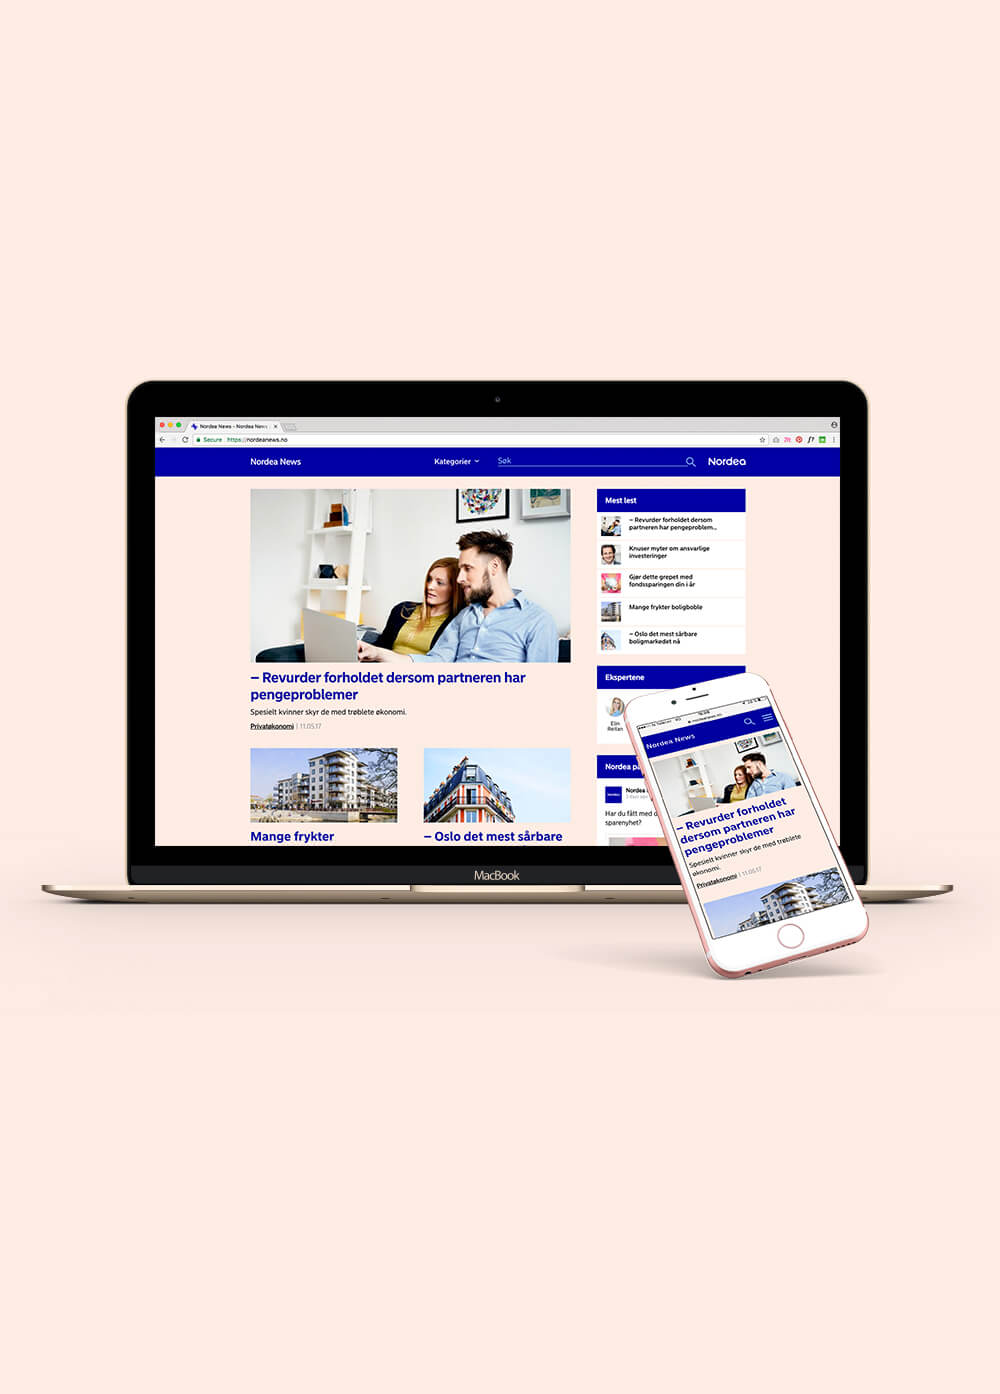 Nordea News - Nordea News
Secure https://nordeanews.no
Nordea News
Kategorier
Søk
Nordea
– Revurder forholdet dersom partneren har
pengeproblemer
Spesielt kvinner skyr de med trøblete økonomi.
Privatøkonomi | 11.05.17
Mange frykter
– Oslo det mest sårbare
Mest lest
– Revurder forholdet dersom
partneren har pengeproblem...
Knuser myter om ansvarlige
investeringer
Gjør dette grepet med
fondssparingen din i år
Mange frykter boligboble
– Oslo det mest sårbare
boligmarkedet nå
Ekspertene
Elin
Reitan
Nordea på
Nordea
Har du fått med d
sparenyhet?
MacBook
Nordea News
– Revurder forholdet
dersom partneren har
pengeproblemer
Spesielt kvinner skyr de med trøblete
økonomi.
Privatøkonomi | 11.05.17